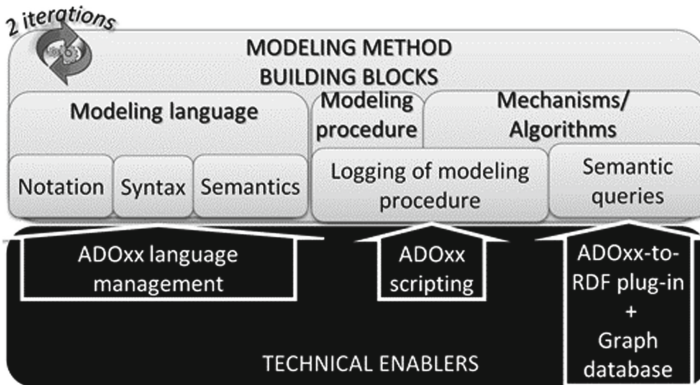 2 iterations
MODELING METHOD
BUILDING BLOCKS
Modeling language
Modeling
procedure
Mechanisms/
Algorithms
Notation
Syntax
Semantics
Logging of modeling
procedure
Semantic
queries
ADOxx language
management
ADOxx
scripting
ADOxx-to-
RDF plug-in
+
Graph
database
TECHNICAL ENABLERS